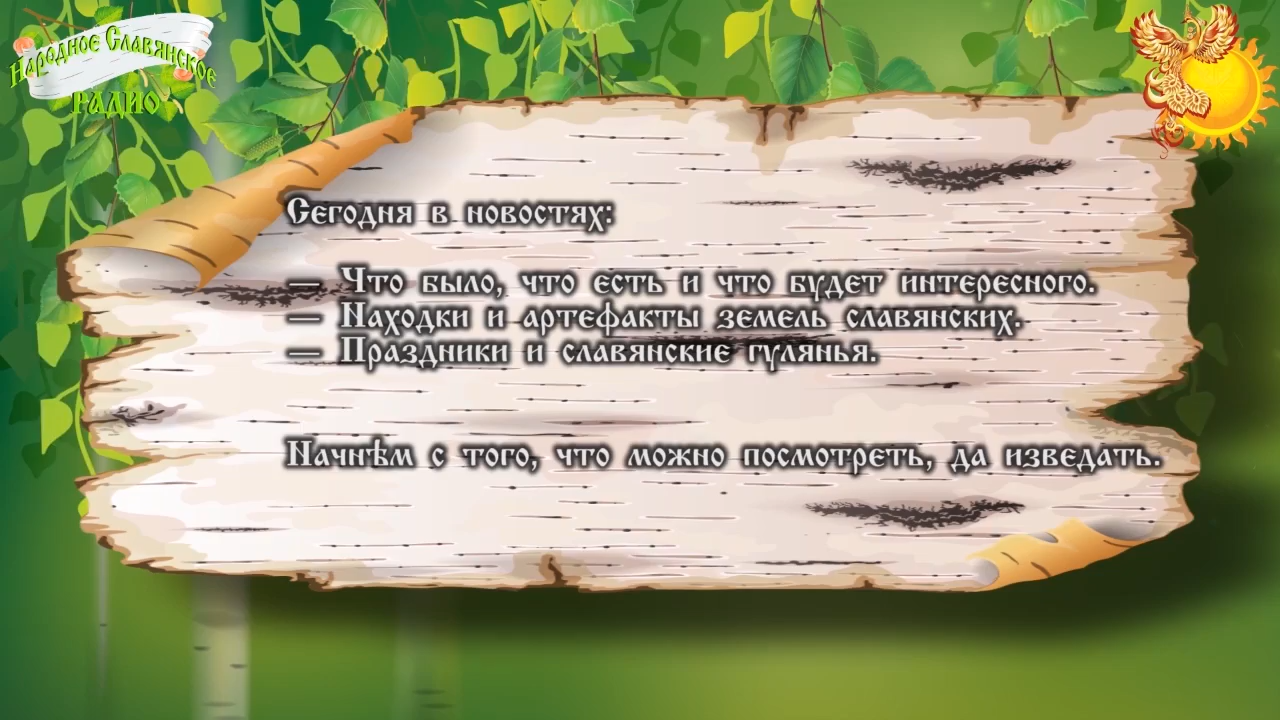 Народное Славянское
РАДИО
Сегодня в новостях:
— Что было, что есть и что будет интересного.
— Находки и артефакты земель славянских.
— Праздники и славянские гулянья.
Начнѣм с того, что можно посмотреть, да изведать.